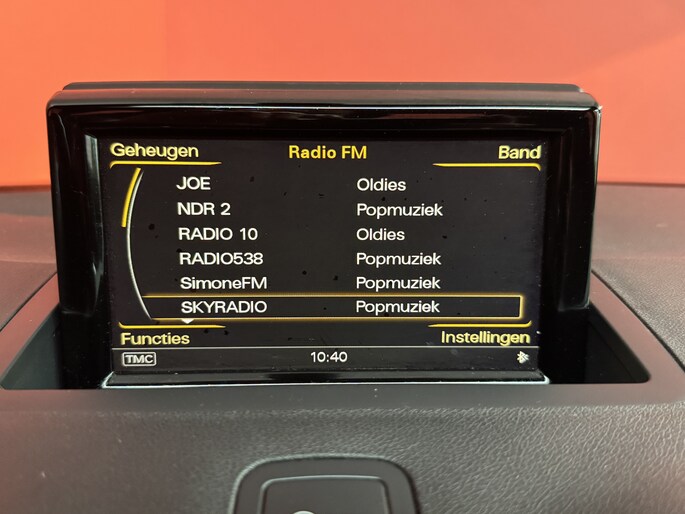 Geheugen Radio FM Band
JOE Oldies
NDR 2 Popmuziek
RADIO 10 Oldies
RADIO538 Popmuziek
SimoneFM Popmuziek
SKYRADIO Popmuziek
Functies Instellingen
TMC 10:40